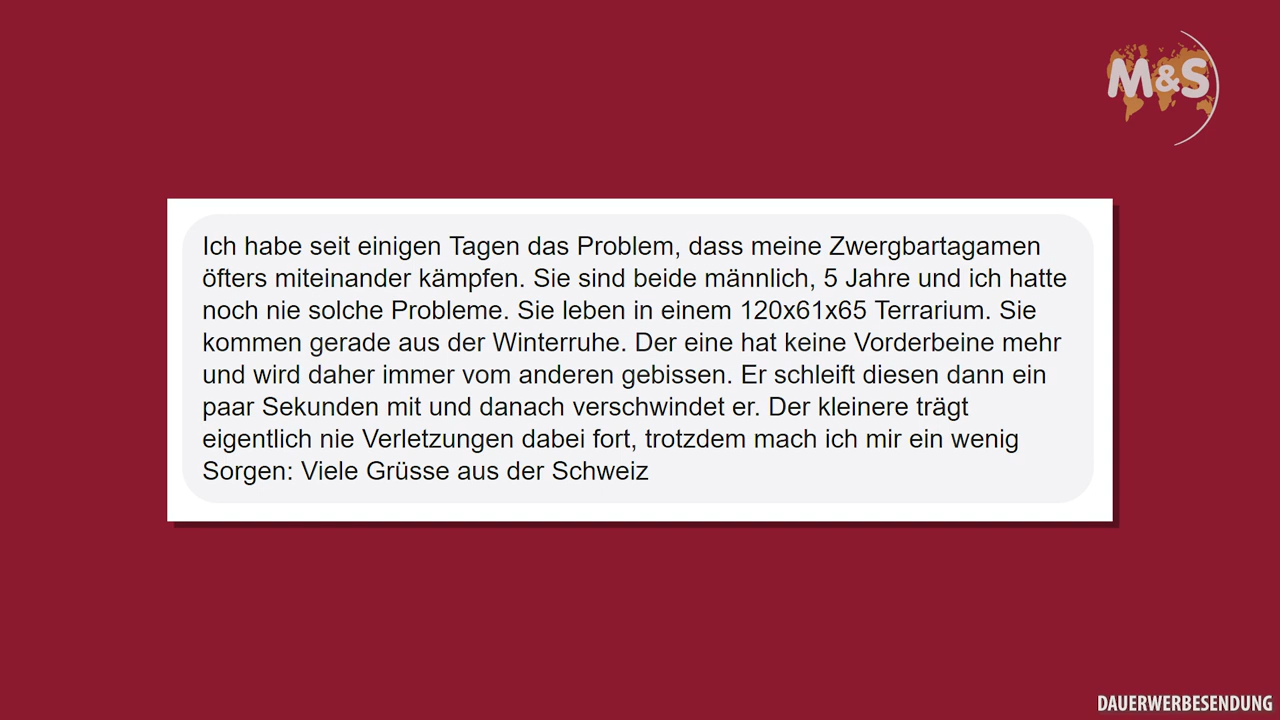 M&S
Ich habe seit einigen Tagen das Problem, dass meine Zwergbartagamen
öfters miteinander kämpfen. Sie sind beide männlich, 5 Jahre und ich hatte
noch nie solche Probleme. Sie leben in einem 120x61x65 Terrarium. Sie
kommen gerade aus der Winterruhe. Der eine hat keine Vorderbeine mehr
und wird daher immer vom anderen gebissen. Er schleift diesen dann ein
paar Sekunden mit und danach verschwindet er. Der kleinere trägt
eigentlich nie Verletzungen dabei fort, trotzdem mach ich mir ein wenig
Sorgen: Viele Grüsse aus der Schweiz
DAUERWERBESENDUNG